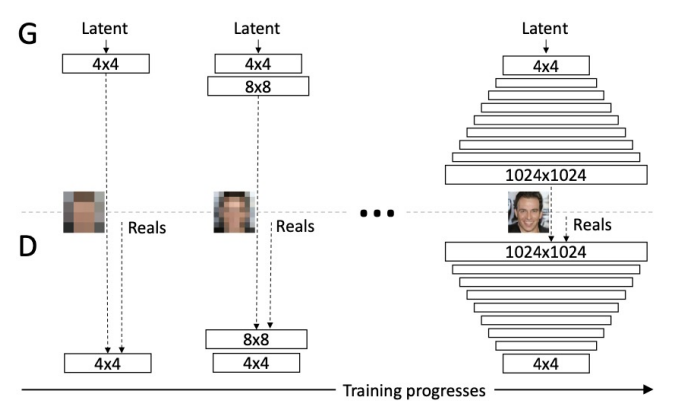 G
Latent
Latent
Latent
4x4
4x4
4x4
8x8
1024x1024
Reals
Reals
•••
Reals
D
1024x1024
8x8
4x4
4x4
4x4
Training progresses